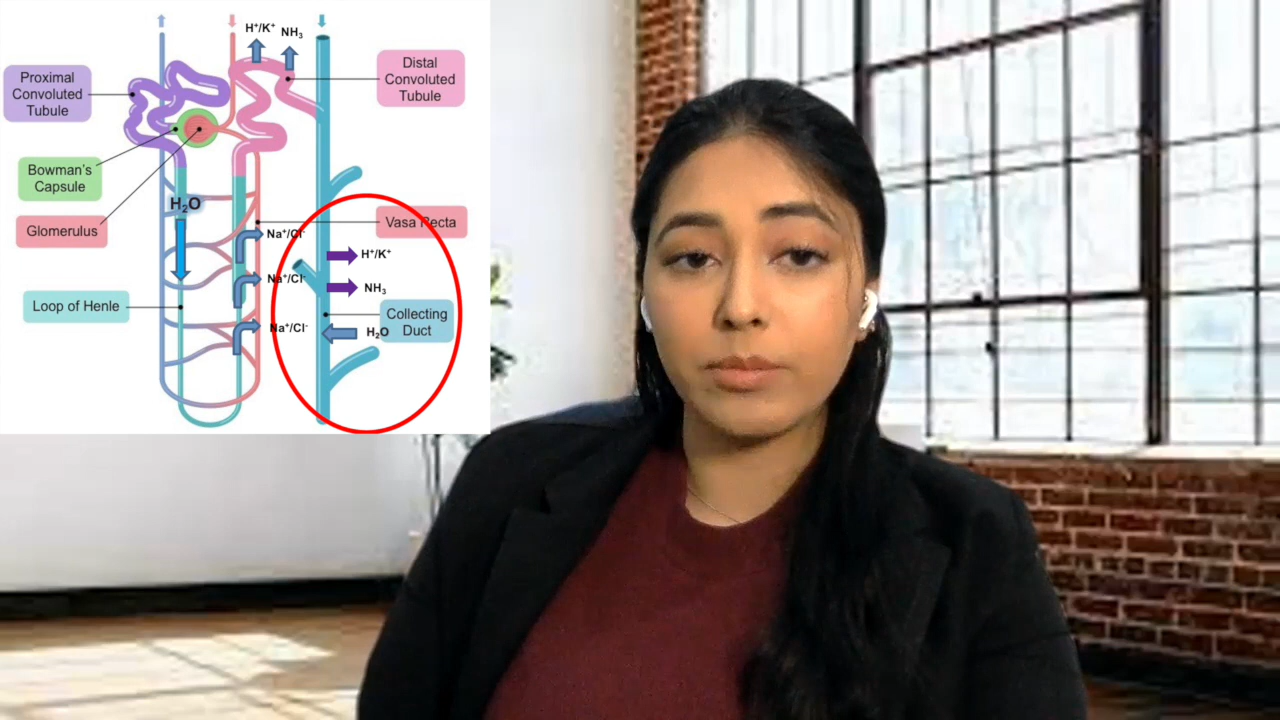 H⁺/K⁺ NH₃
Proximal
Convoluted
Tubule
Distal
Convoluted
Tubule
Bowman's
Capsule
H₂O
Glomerulus
Vasa Recta
Na⁺/Cl⁻
H⁺/K⁺
Na⁺/Cl⁻
NH₃
Loop of Henle
Collecting
Duct
Na⁺/Cl⁻
H₂O